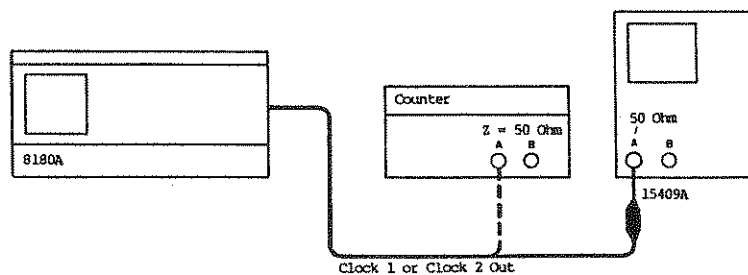 Counter
Z = 50 Ohm
A B
8180A
50 Ohm
A B
15409A
Clock 1 or Clock 2 Out